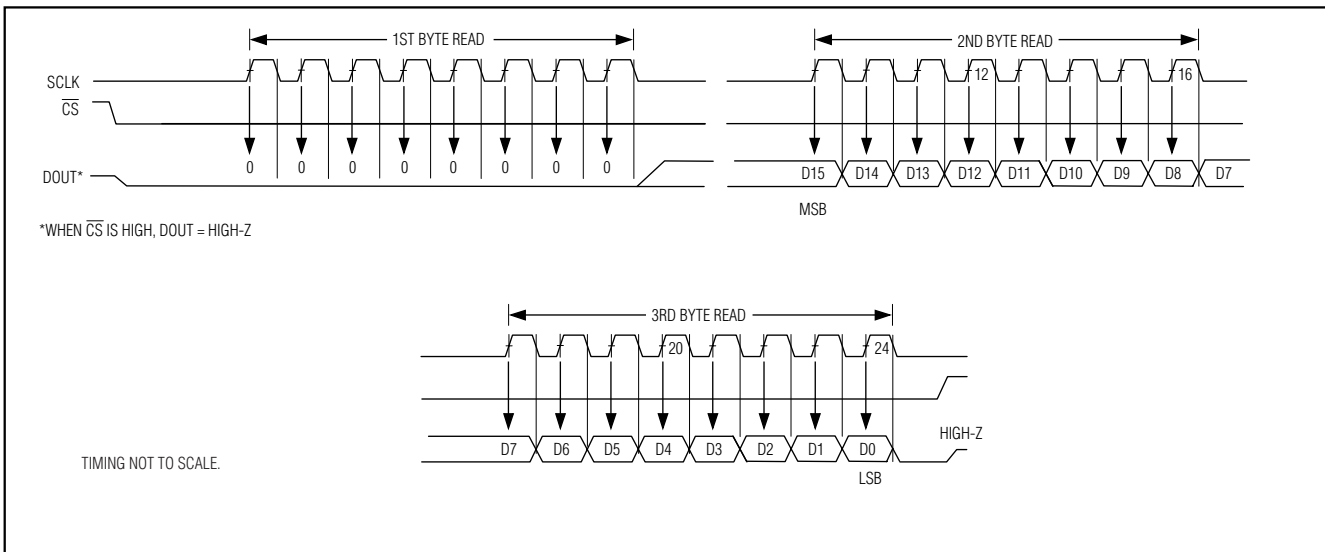 1ST BYTE READ
2ND BYTE READ
SCLK
12
16
C̅S̅
0 0 0 0 0 0 0 0
DOUT*
D15 D14 D13 D12 D11 D10 D9 D8 D7
MSB
*WHEN C̅S̅ IS HIGH, DOUT = HIGH-Z
3RD BYTE READ
20
24
HIGH-Z
D7 D6 D5 D4 D3 D2 D1 D0
TIMING NOT TO SCALE.
LSB